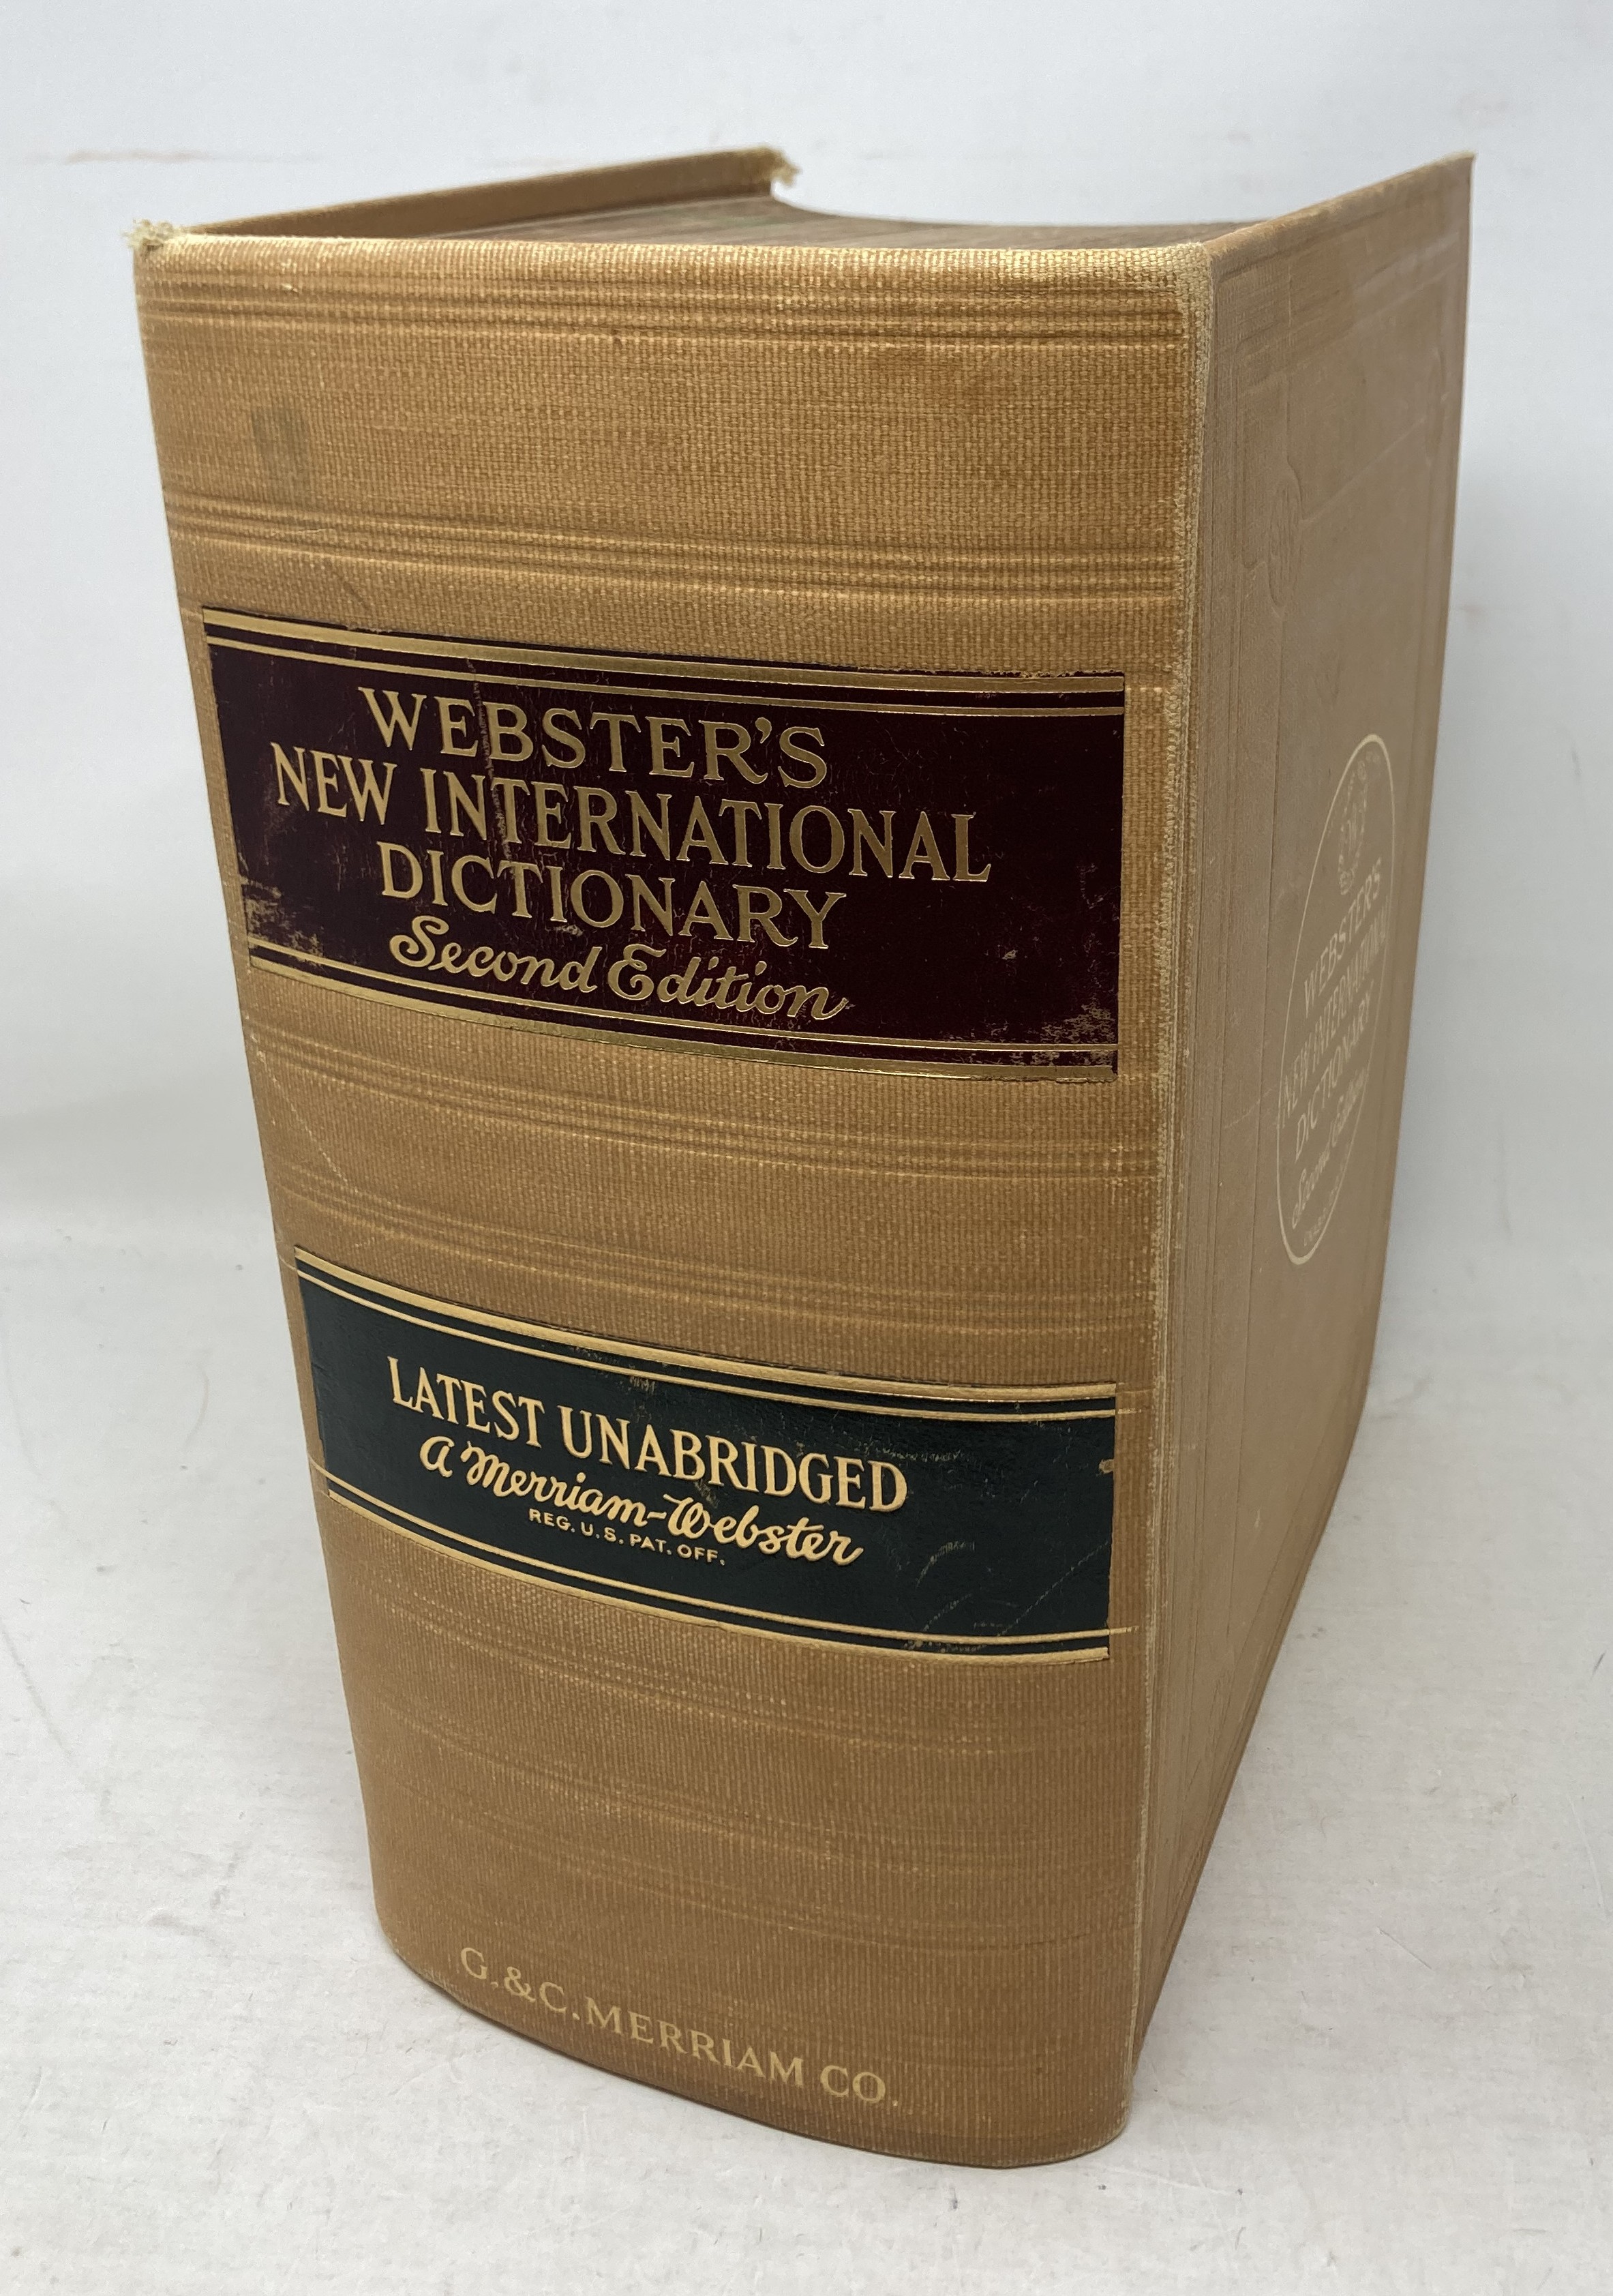 WEBSTER'S
NEW INTERNATIONAL
DICTIONARY
Second Edition
LATEST UNABRIDGED
a Merriam-Webster
REG. U.S. PAT. OFF.
G.&C. MERRIAM CO.
WEBSTER'S
NEW INTERNATIONAL
DICTIONARY
Second Edition